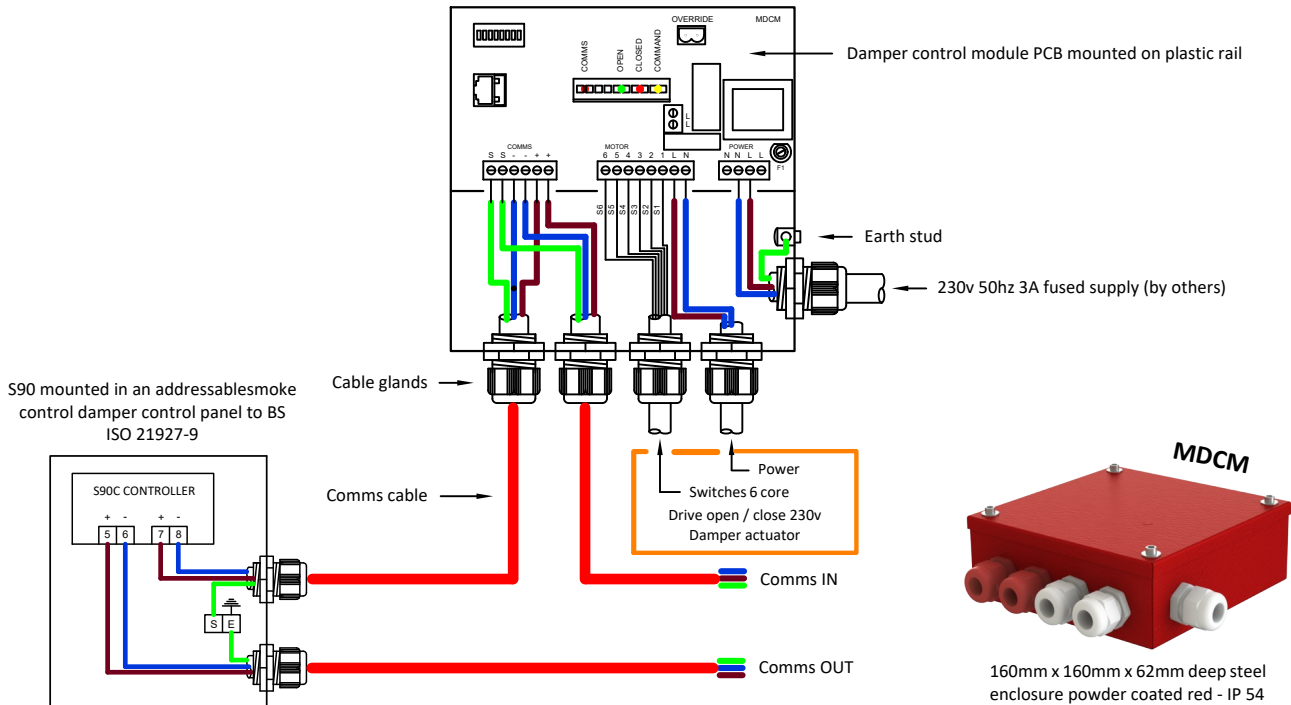 OVERRIDE
MDCM
COMMS
OPEN
CLOSED
COMMAND
Damper control module PCB mounted on plastic rail
L
L
COMMS
S S - - + +
MOTOR
6 5 4 3 2 1 L N
POWER
N N L L
F1
S6
S5
S4
S3
S2
S1
Earth stud
230v 50hz 3A fused supply (by others)
Cable glands
S90 mounted in an addressablesmoke
control damper control panel to BS
ISO 21927-9
S90C CONTROLLER
+ - + -
5 6 7 8
S E
Comms cable
Power
Switches 6 core
Drive open / close 230v
Damper actuator
Comms IN
Comms OUT
MDCM
160mm x 160mm x 62mm deep steel
enclosure powder coated red - IP 54